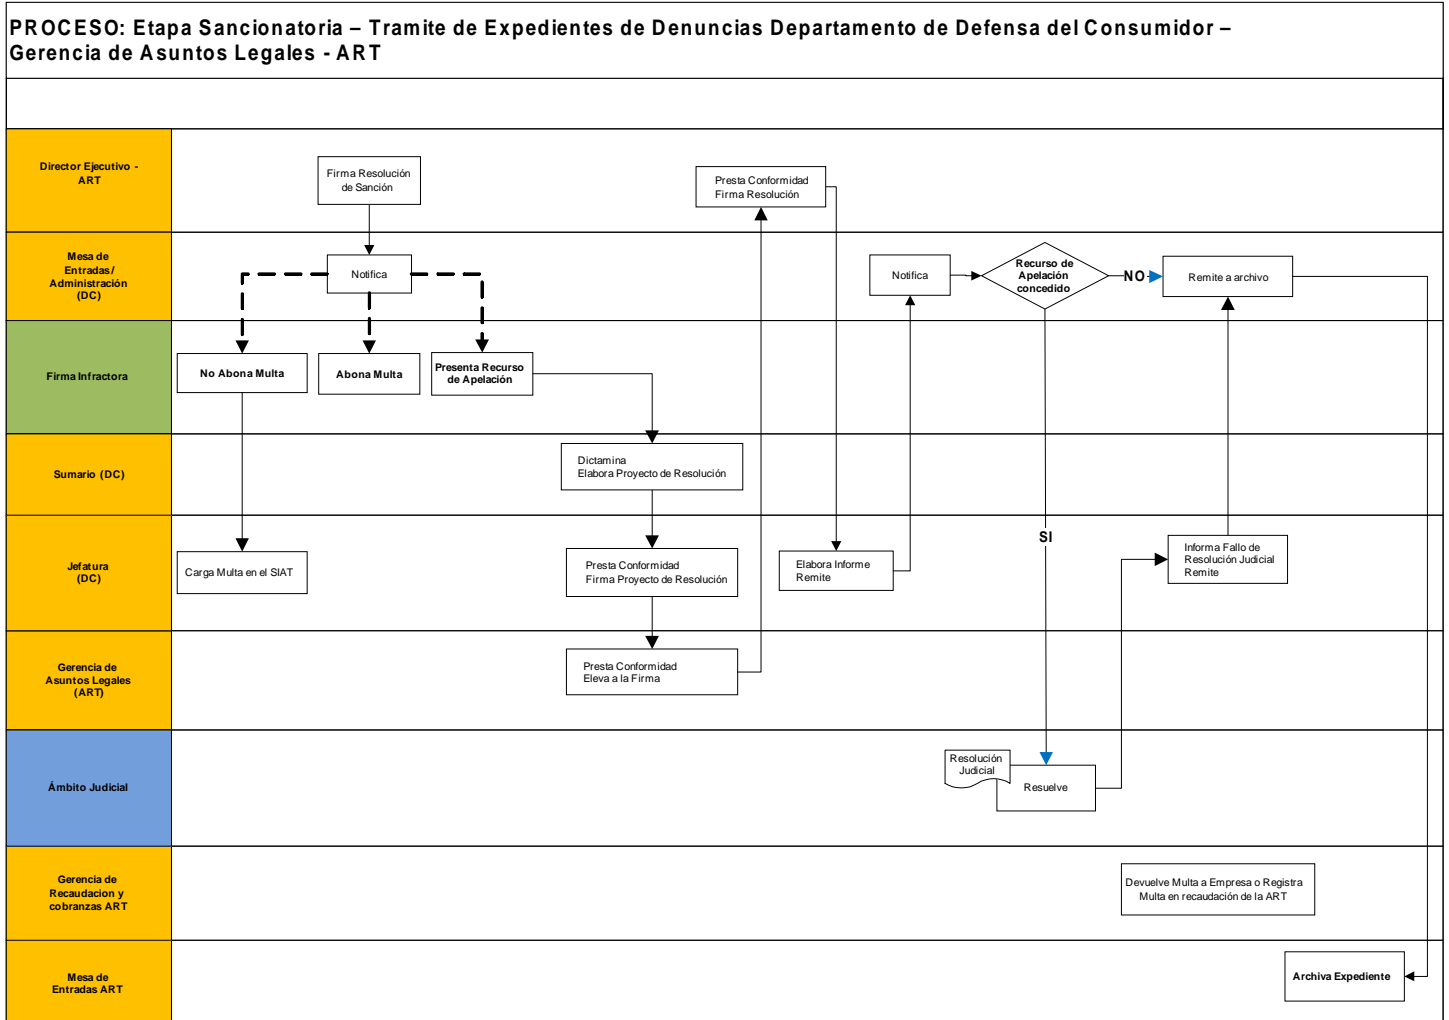 PROCESO: Etapa Sancionatoria – Tramite de Expedientes de Denuncias Departamento de Defensa del Consumidor –
Gerencia de Asuntos Legales - ART
Director Ejecutivo -
ART
Firma Resolución
de Sanción
Presta Conformidad
Firma Resolución
Mesa de
Entradas/
Administración
(DC)
Notifica
Notifica
Recurso de
Apelación
concedido
NO
Remite a archivo
Firma Infractora
No Abona Multa
Abona Multa
Presenta Recurso
de Apelación
Sumario (DC)
Dictamina
Elabora Proyecto de Resolución
Jefatura
(DC)
Carga Multa en el SIAT
Presta Conformidad
Firma Proyecto de Resolución
Elabora Informe
Remite
SI
Informa Fallo de
Resolución Judicial
Remite
Gerencia de
Asuntos Legales
(ART)
Presta Conformidad
Eleva a la Firma
Ámbito Judicial
Resolución
Judicial
Resuelve
Gerencia de
Recaudacion y
cobranzas ART
Devuelve Multa a Empresa o Registra
Multa en recaudación de la ART
Mesa de
Entradas ART
Archiva Expediente